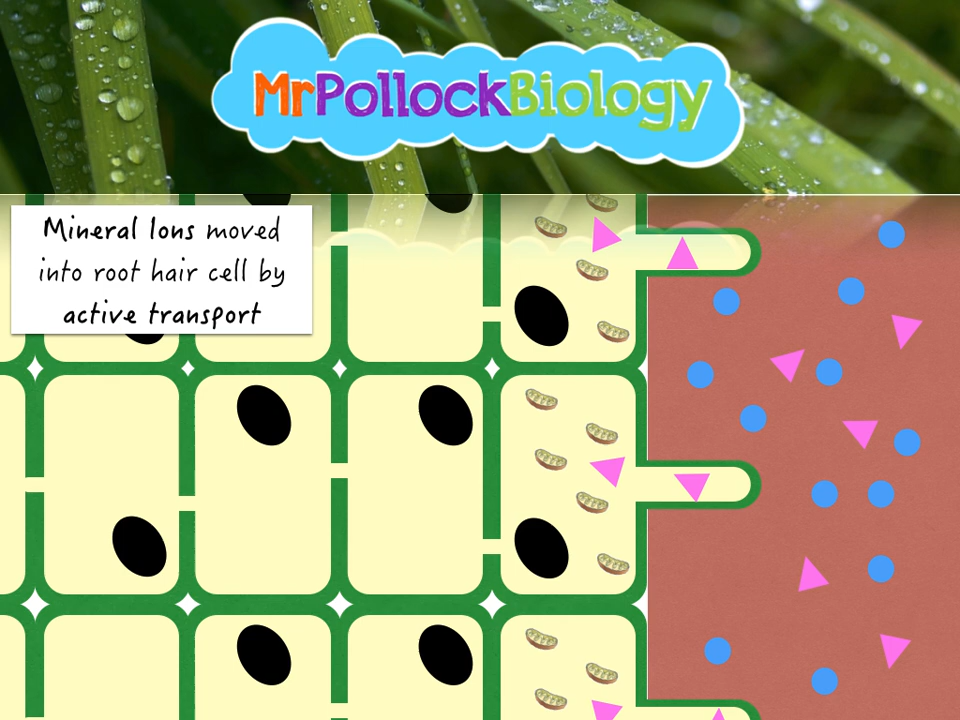 MrPollockBiology
Mineral Ions moved
into root hair cell by
active transport